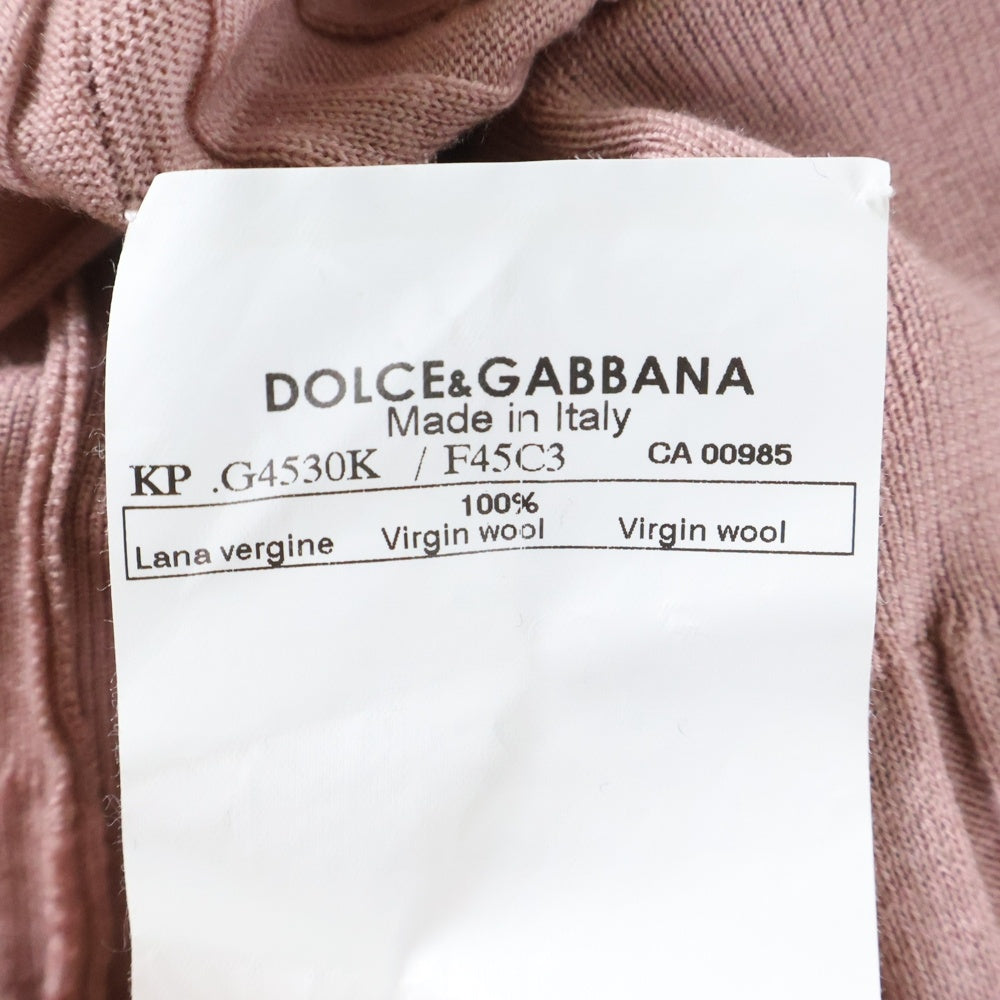 DOLCE&GABBANA
Made in Italy
KP .G4530K / F45C3 CA 00985
100%
Lana vergine Virgin wool Virgin wool